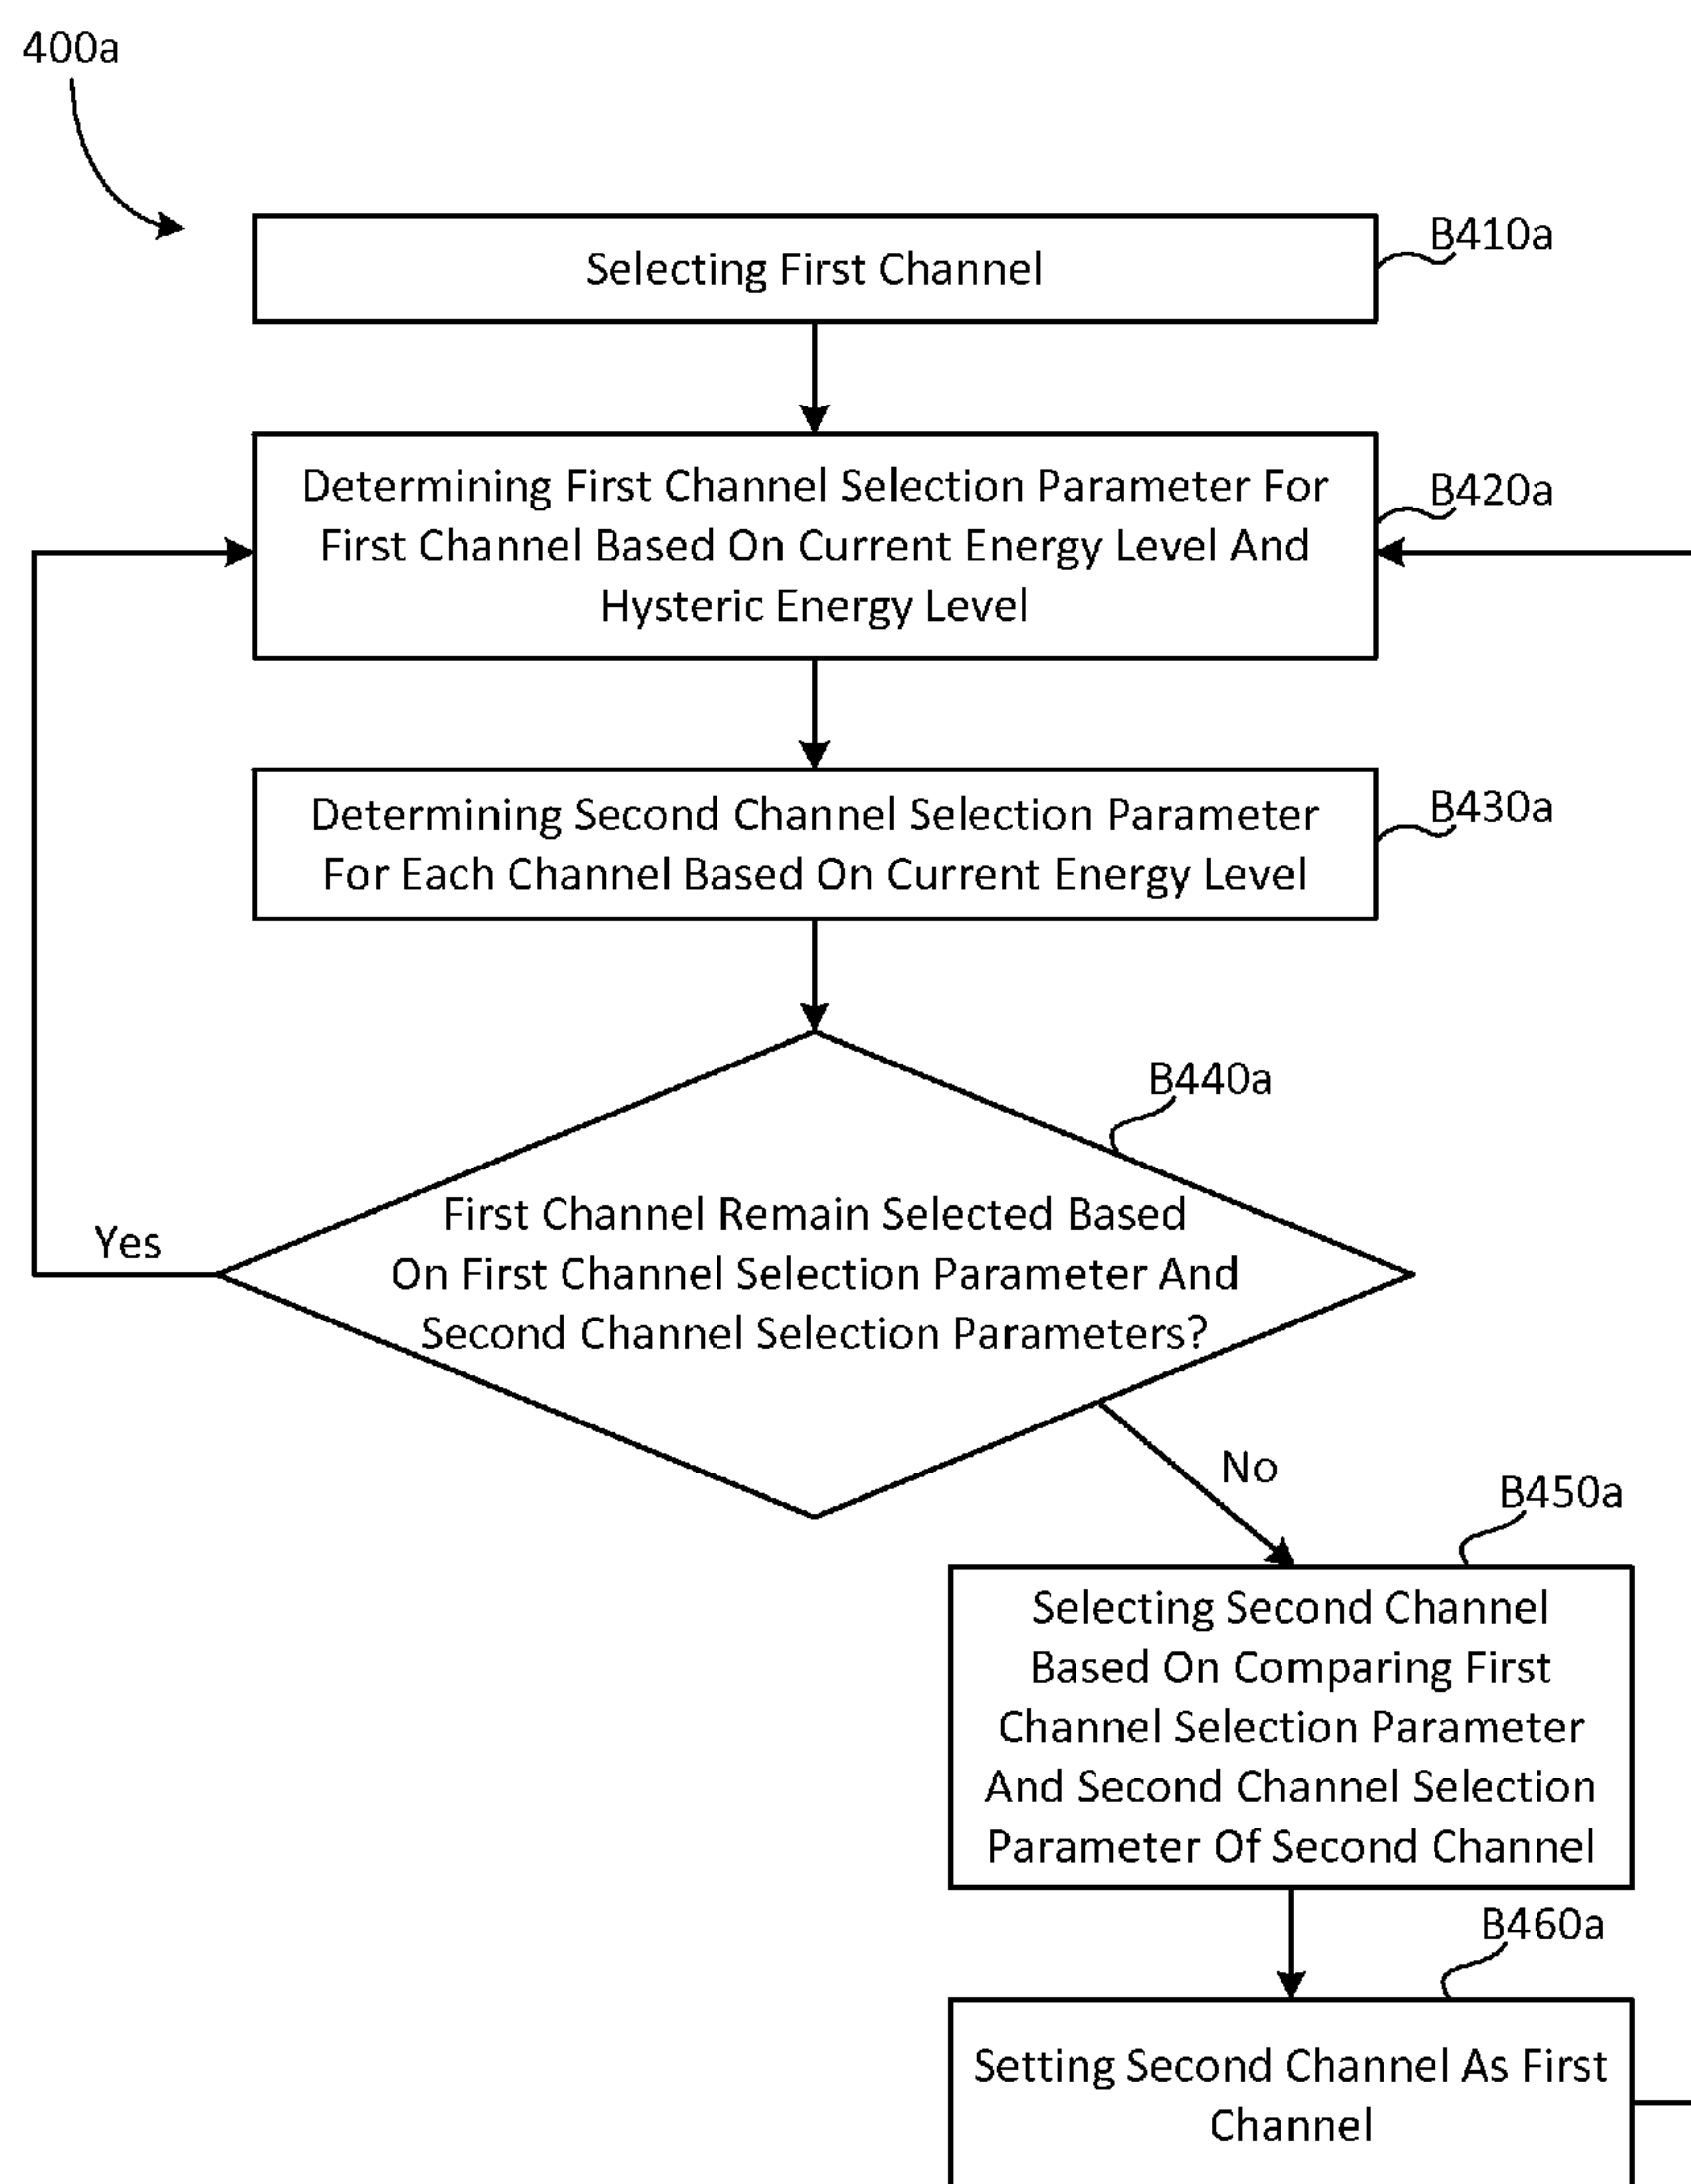 400a
Selecting First Channel
B410a
Determining First Channel Selection Parameter For
First Channel Based On Current Energy Level And
Hysteric Energy Level
B420a
Determining Second Channel Selection Parameter
For Each Channel Based On Current Energy Level
B430a
B440a
First Channel Remain Selected Based
On First Channel Selection Parameter And
Second Channel Selection Parameters?
Yes
No
B450a
Selecting Second Channel
Based On Comparing First
Channel Selection Parameter
And Second Channel Selection
Parameter Of Second Channel
B460a
Setting Second Channel As First
Channel